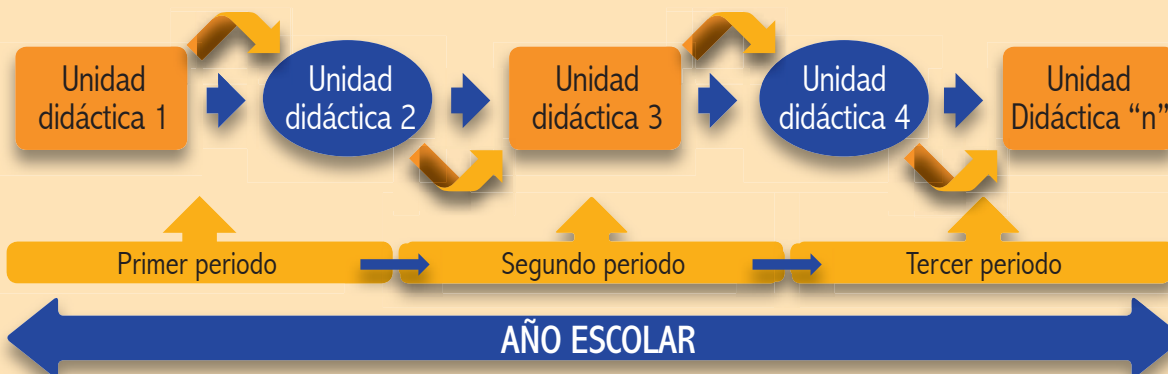 Unidad
didáctica 1
Unidad
didáctica 2
Unidad
didáctica 3
Unidad
didáctica 4
Unidad
Didáctica “n”
Primer periodo
Segundo periodo
Tercer periodo
AÑO ESCOLAR